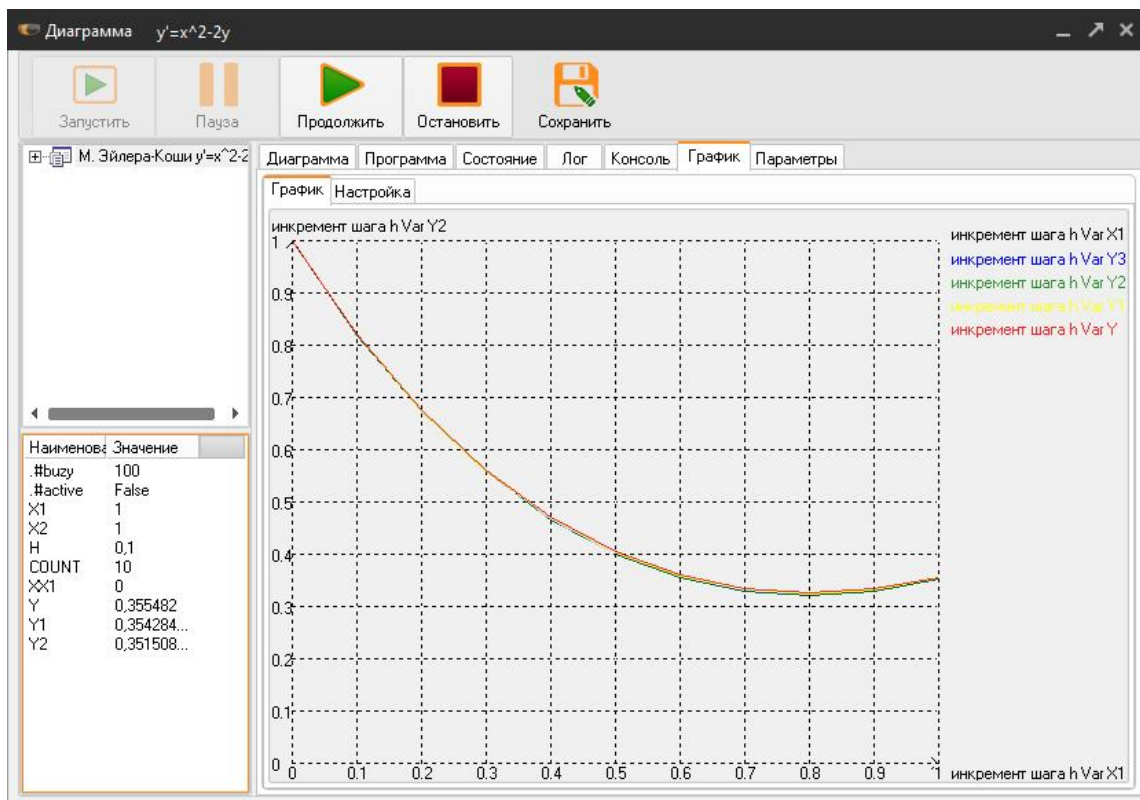 Диаграмма y'=x^2-2y
Запустить Пауза Продолжить Остановить Сохранить
М. Эйлера-Коши y'=x^2-2
Диаграмма Программа Состояние Лог Консоль График Параметры
График Настройка
инкремент шага h Var Y2
инкремент шага h Var X1
инкремент шага h Var Y3
инкремент шага h Var Y2
инкремент шага h Var Y1
инкремент шага h Var Y
1
0.9
0.8
0.7
0.6
0.5
0.4
0.3
0.2
0.1
0
0 0.1 0.2 0.3 0.4 0.5 0.6 0.7 0.8 0.9 1
инкремент шага h Var X1
Наименова Значение
.#buzy 100
.#active False
X1 1
X2 1
H 0,1
COUNT 10
XX1 0
Y 0,355482
Y1 0,354284...
Y2 0,351508...